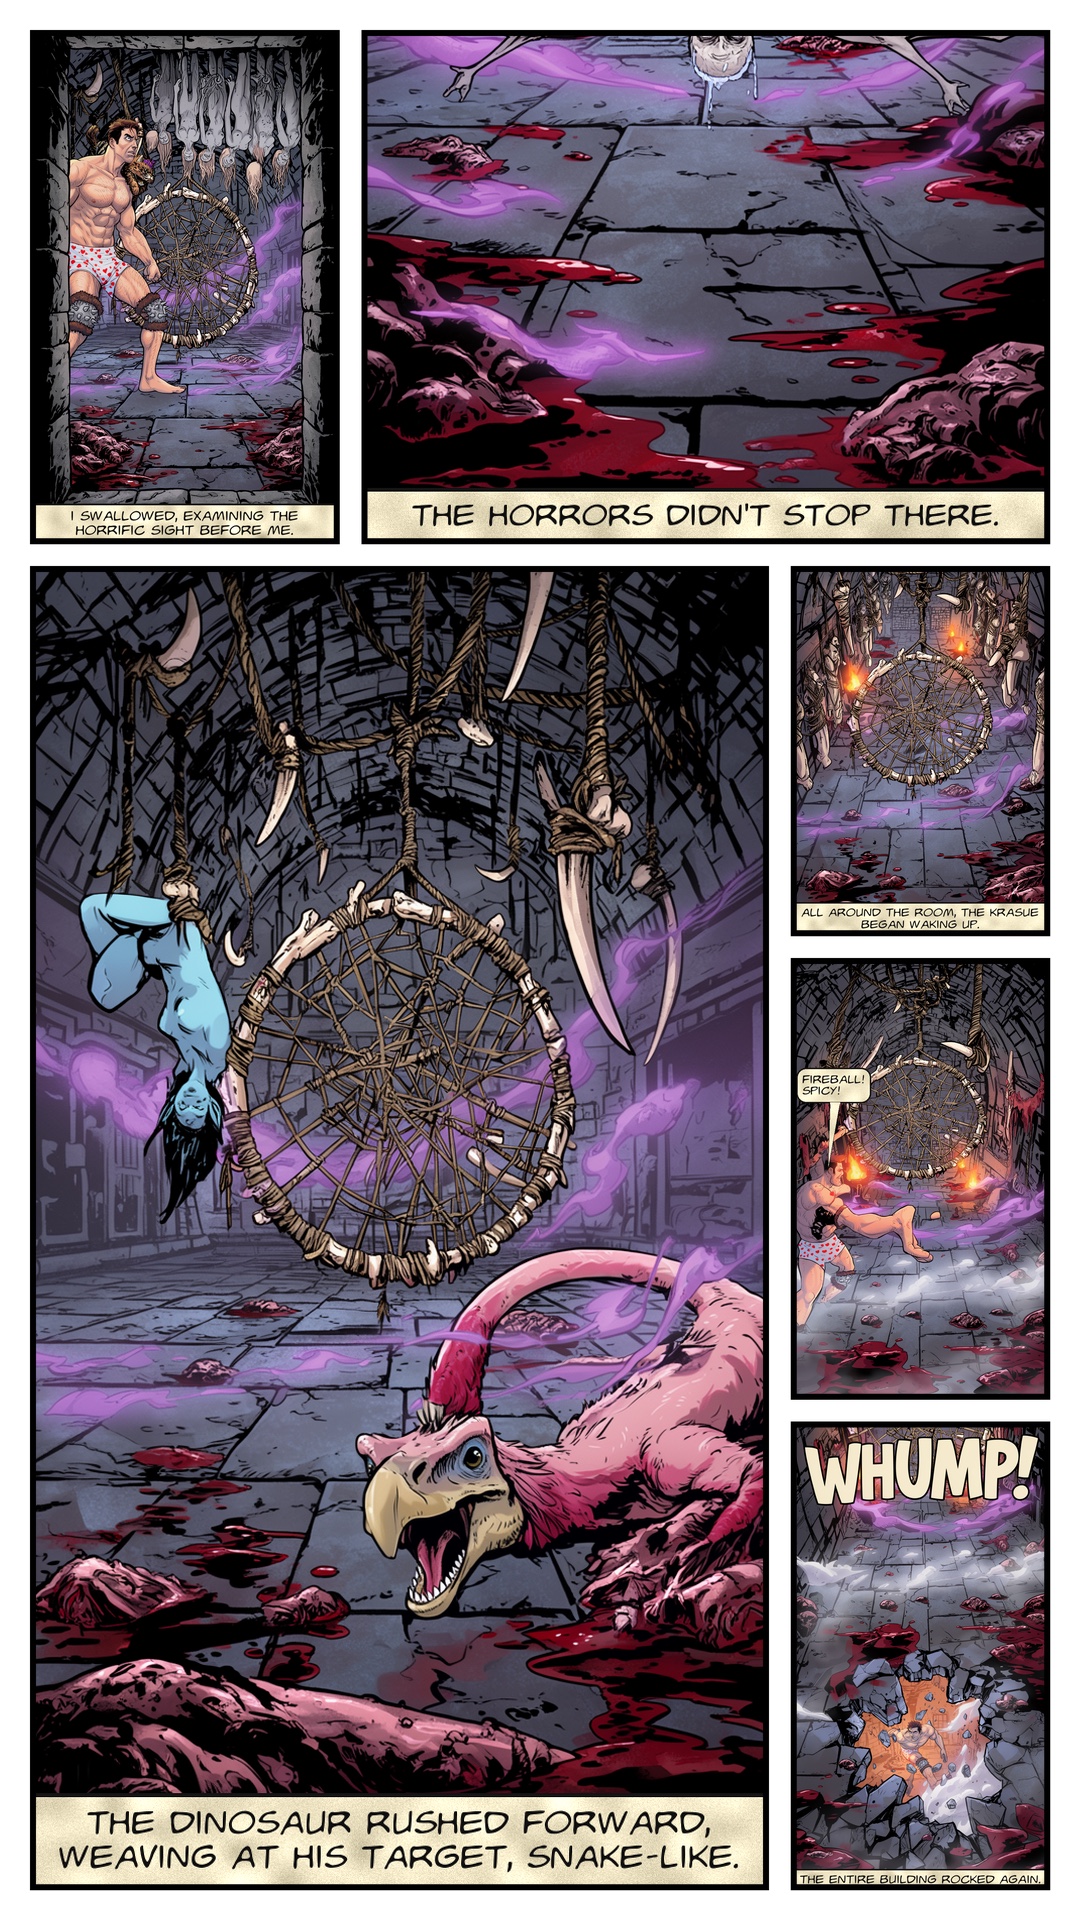 I SWALLOWED, EXAMINING THE
HORRIFIC SIGHT BEFORE ME.
THE HORRORS DIDN'T STOP THERE.
THE DINOSAUR RUSHED FORWARD,
WEAVING AT HIS TARGET, SNAKE-LIKE.
ALL AROUND THE ROOM, THE KRASUE
BEGAN WAKING UP.
FIREBALL!
SPICY!
WHUMP!
THE ENTIRE BUILDING ROCKED AGAIN.